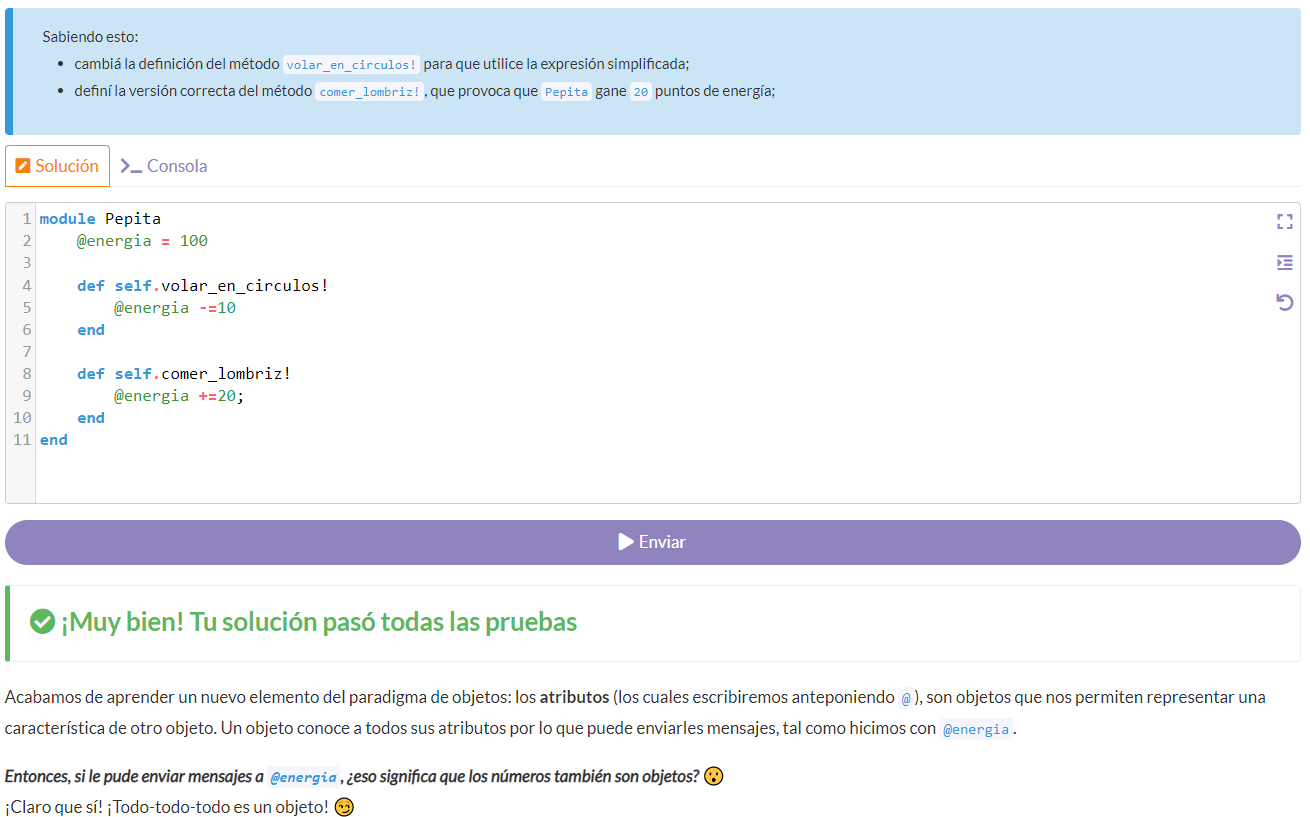 Sabiendo esto:
cambiá la definición del método volar_en_circulos! para que utilice la expresión simplificada;
definí la versión correcta del método comer_lombriz!, que provoca que Pepita gane 20 puntos de energía;
Solución
Consola
1 module Pepita
2     @energia = 100
3
4     def self.volar_en_circulos!
5         @energia -=10
6     end
7
8     def self.comer_lombriz!
9         @energia +=20;
10     end
11 end
Enviar
¡Muy bien! Tu solución pasó todas las pruebas
Acabamos de aprender un nuevo elemento del paradigma de objetos: los atributos (los cuales escribiremos anteponiendo @), son objetos que nos permiten representar una
característica de otro objeto. Un objeto conoce a todos sus atributos por lo que puede enviarles mensajes, tal como hicimos con @energia.
Entonces, si le pude enviar mensajes a @energia, ¿eso significa que los números también son objetos? 😮
¡Claro que sí! ¡Todo-todo-todo es un objeto! 😏